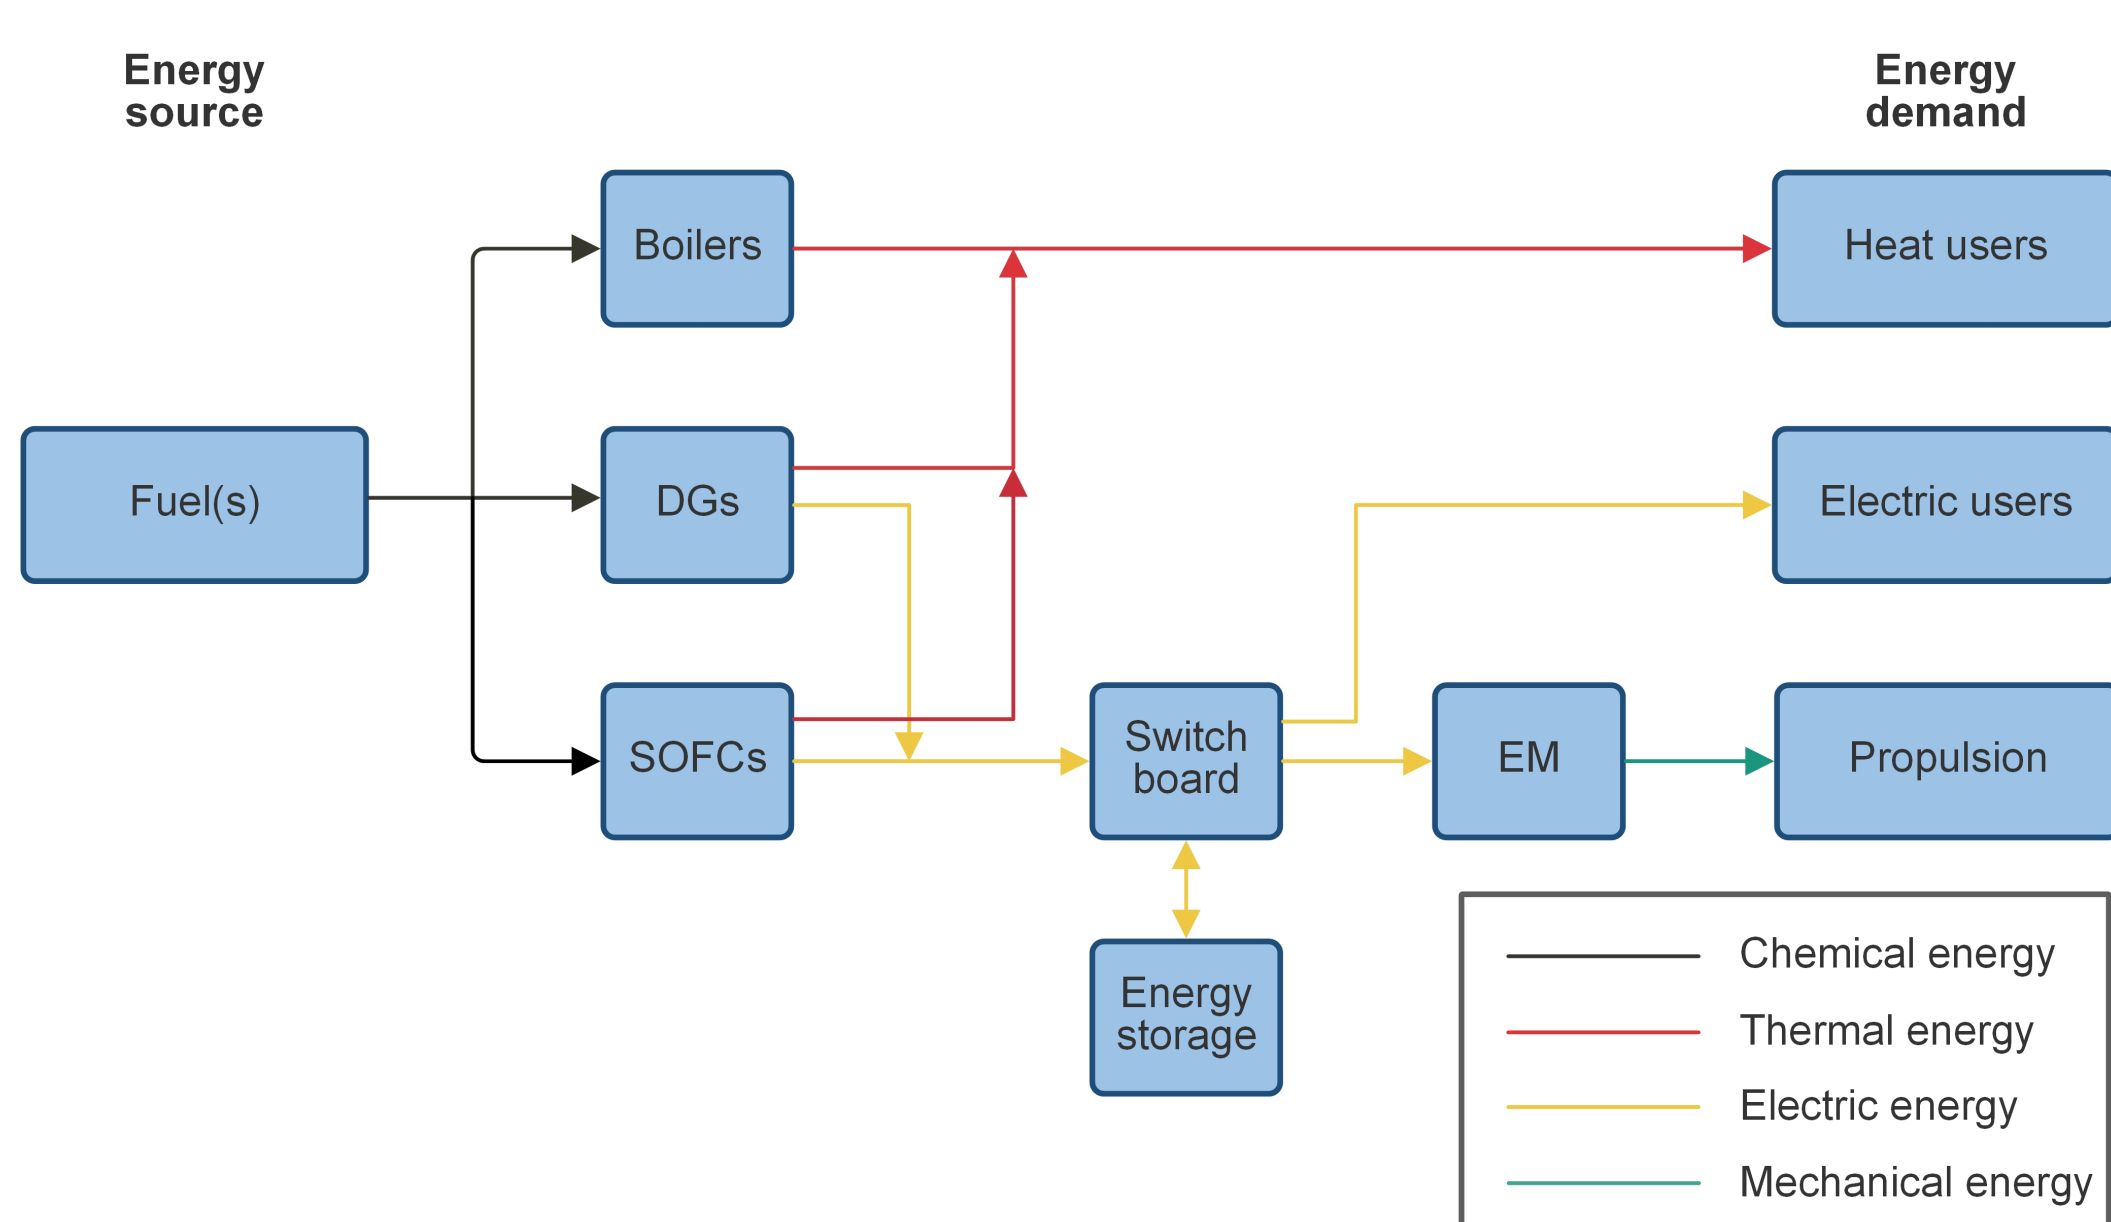 Energy
source
Energy
demand
Boilers
Heat users
Fuel(s)
DGs
Electric users
SOFCs
Switch
board
EM
Propulsion
Energy
storage
Chemical energy
Thermal energy
Electric energy
Mechanical energy